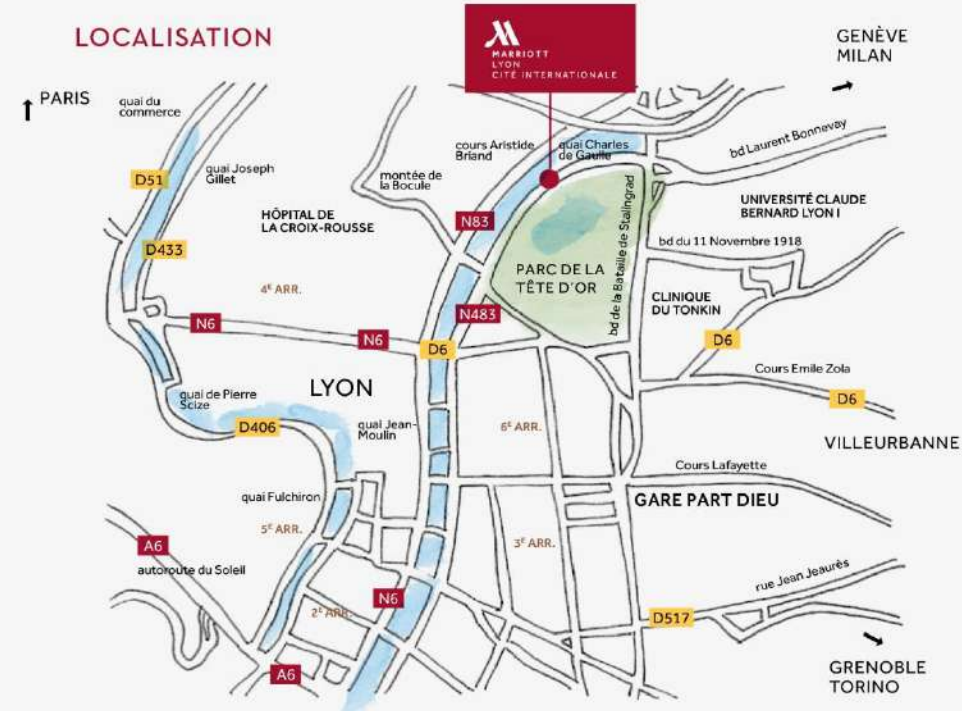 LOCALISATION
MARRIOTT
LYON
CITÉ INTERNATIONALE
GENÈVE
MILAN
PARIS
quai du
commerce
cours Aristide
Briand
quai Charles
de Gaulle
bd Laurent Bonnevay
D51
quai Joseph
Gillet
montée de
la Bocule
HÔPITAL DE
LA CROIX-ROUSSE
N83
bd de la Bataille de Stalingrad
UNIVERSITÉ CLAUDE
BERNARD LYON I
D433
bd du 11 Novembre 1918
PARC DE LA
TÊTE D'OR
4E ARR.
CLINIQUE
DU TONKIN
N483
N6
N6
D6
D6
Cours Emile Zola
LYON
quai de Pierre
Scize
D6
D406
quai Jean-
Moulin
6E ARR.
VILLEURBANNE
Cours Lafayette
quai Fulchiron
GARE PART DIEU
5E ARR.
A6
3E ARR.
autoroute du Soleil
rue Jean Jeaurès
N6
2E ARR.
D517
A6
GRENOBLE
TORINO